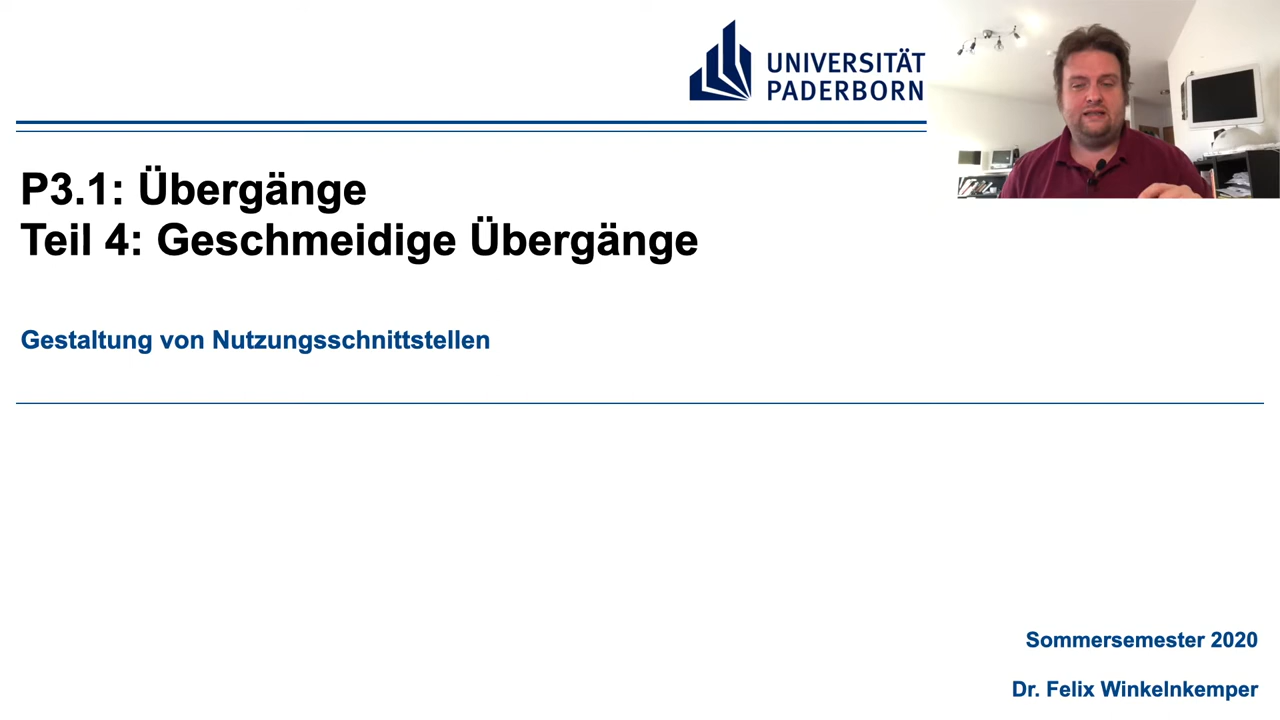 UNIVERSITÄT
PADERBORN
P3.1: Übergänge
Teil 4: Geschmeidige Übergänge
Gestaltung von Nutzungsschnittstellen
Sommersemester 2020
Dr. Felix Winkelnkemper